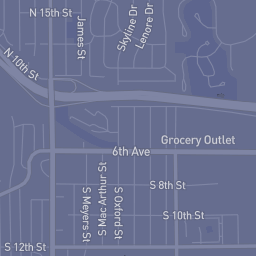 N 15th St
James St
Skyline Dr
Lenore Dr
N 10th St
Grocery Outlet
6th Ave
S Meyers St
S Mac Arthur St
S Oxford St
S 8th St
S 10th St
S 12th St